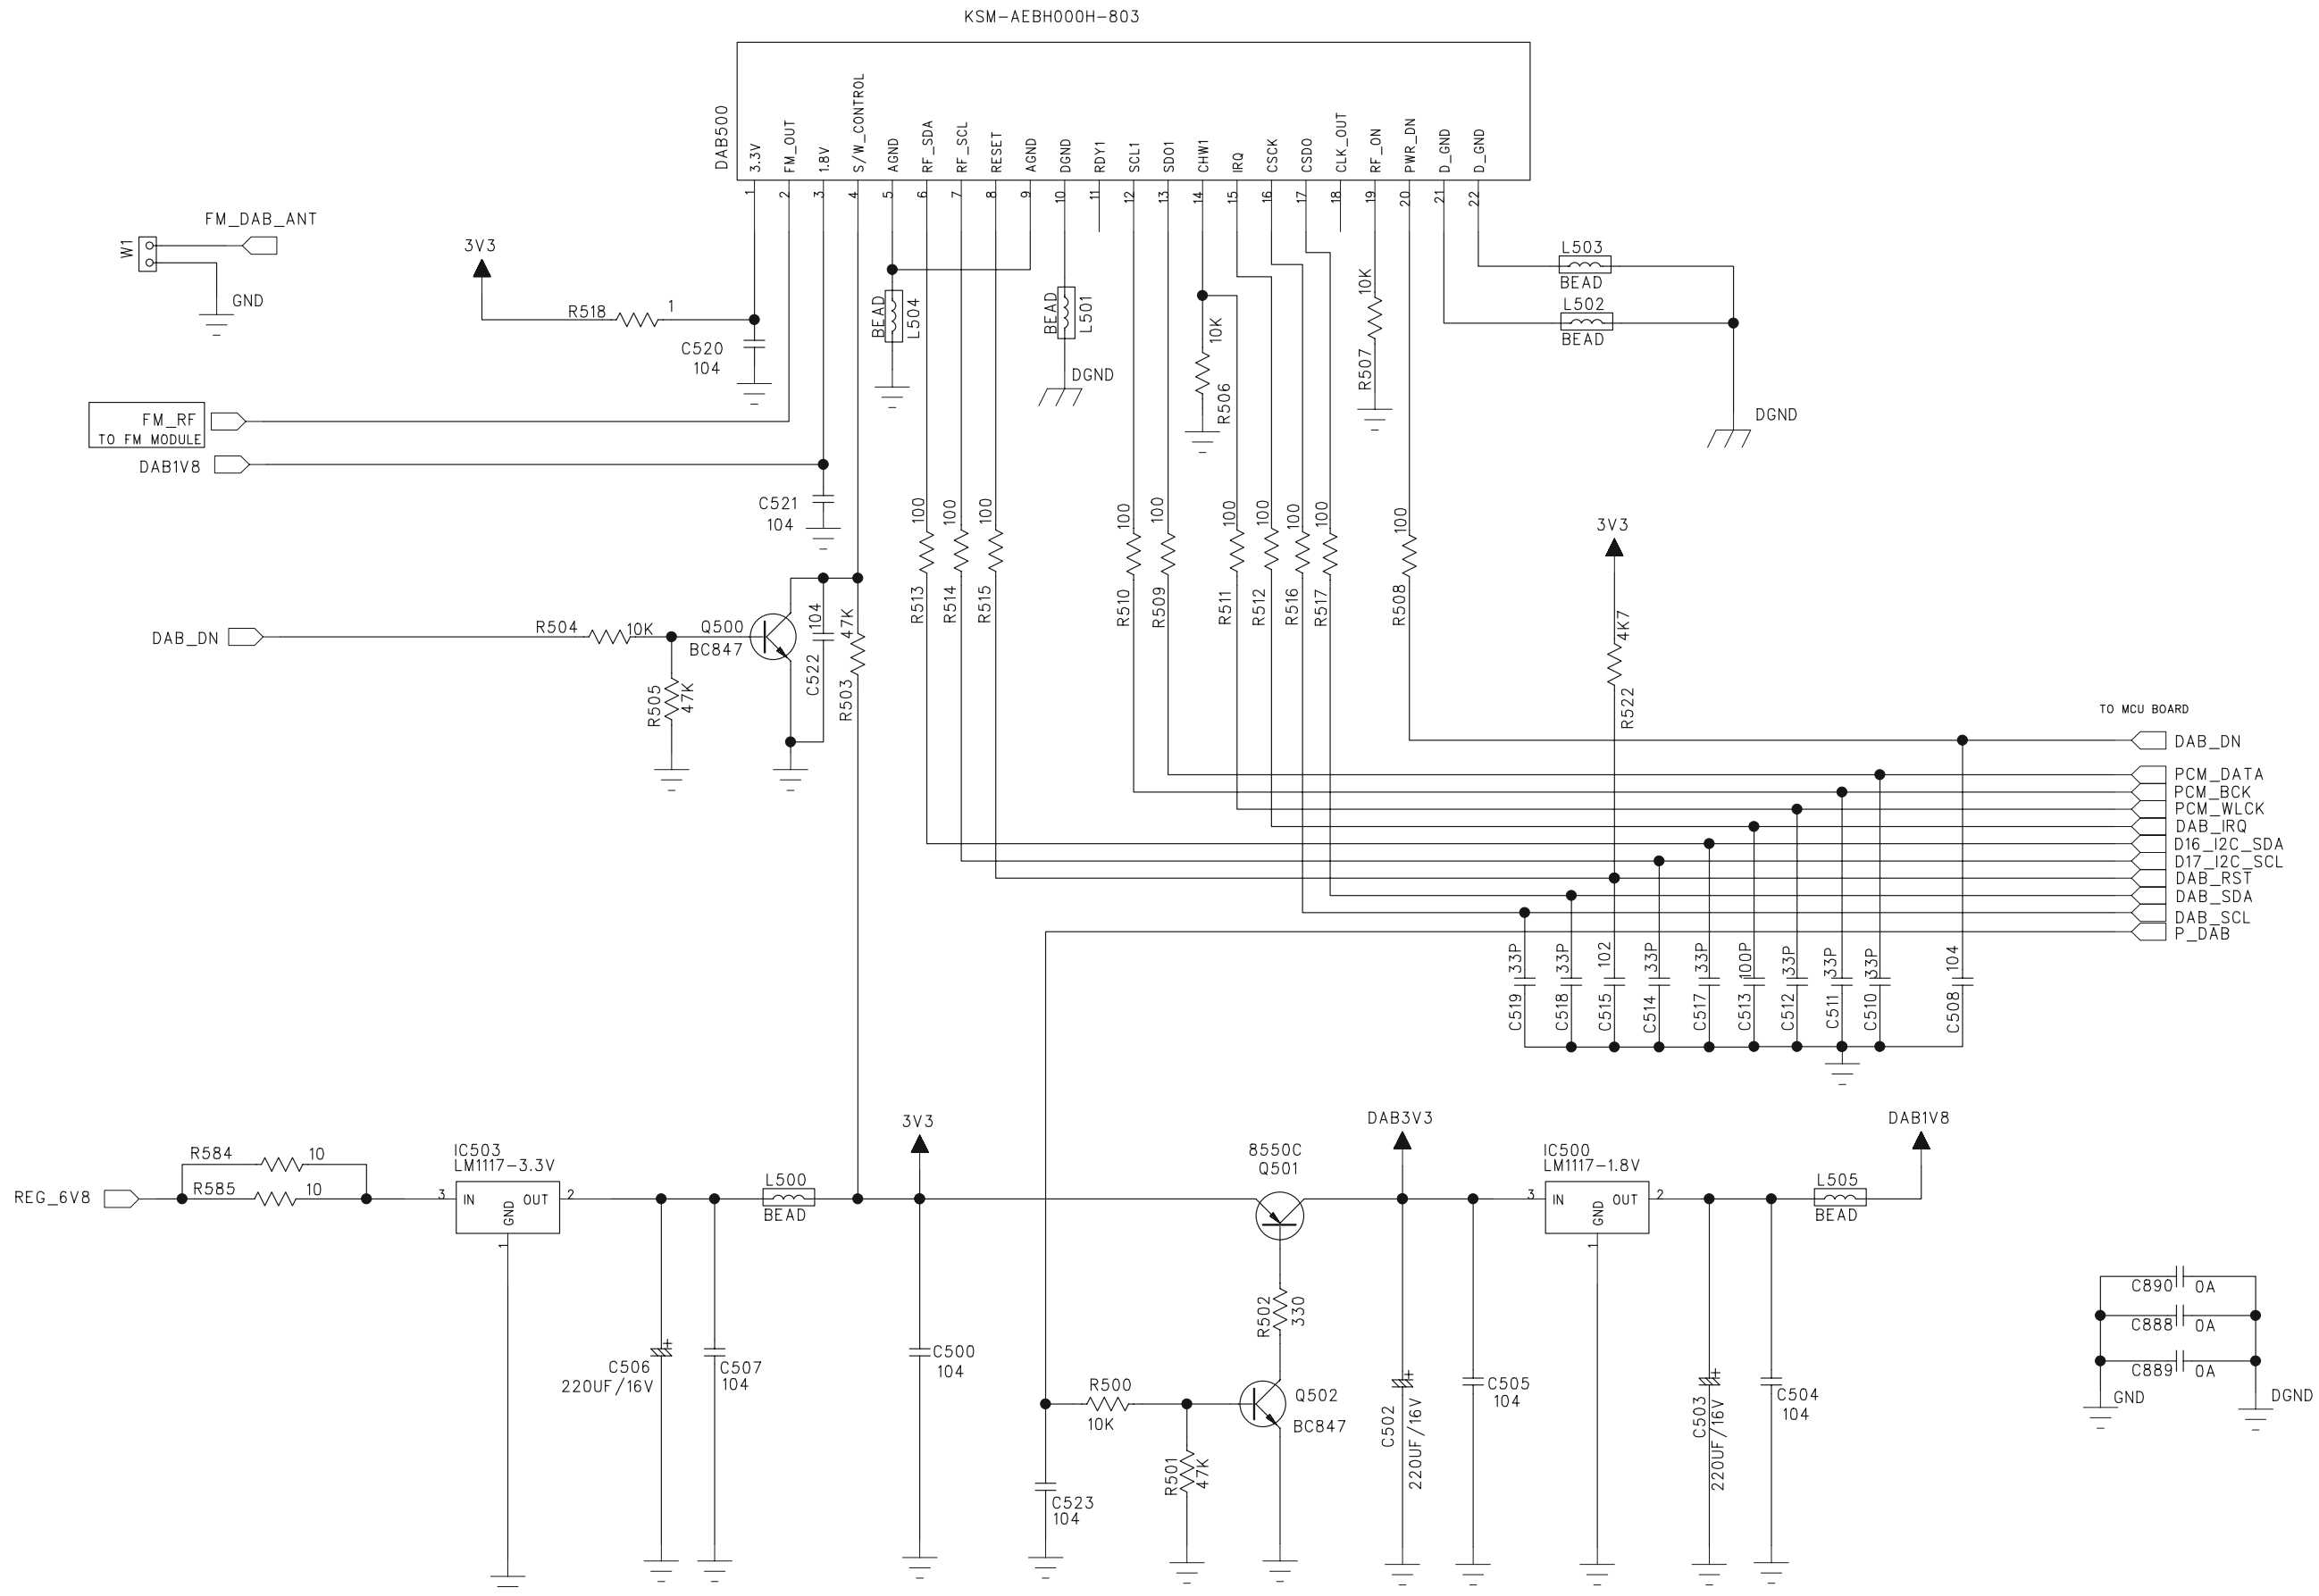 KSM-AEBH000H-803
DAB500
3.3V
FM_OUT
1.8V
S/W_CONTROL
AGND
RF_SDA
RF_SCL
RESET
AGND
DGND
RDY1
SCL1
SDO1
CHW1
IRQ
CSCK
CSDO
CLK_OUT
RF_ON
PWR_DN
D_GND
D_GND
1
2
3
4
5
6
7
8
9
10
11
12
13
14
15
16
17
18
19
20
21
22
FM_DAB_ANT
W1
GND
3V3
R518
1
C520
104
BEAD
L504
BEAD
L501
DGND
10K
R506
10K
R507
L503
BEAD
L502
BEAD
DGND
FM_RF
TO FM MODULE
DAB1V8
C521
104
100
R513
100
R514
100
R515
100
R510
100
R509
100
R511
100
R512
100
R516
100
R517
100
R508
3V3
4K7
R522
DAB_DN
R504
10K
Q500
BC847
R505
47K
104
C522
47K
R503
TO MCU BOARD
DAB_DN
PCM_DATA
PCM_BCK
PCM_WLCK
DAB_IRQ
D16_I2C_SDA
D17_I2C_SCL
DAB_RST
DAB_SDA
DAB_SCL
P_DAB
33P
C519
33P
C518
102
C515
33P
C514
33P
C517
100P
C513
33P
C512
33P
C511
33P
C510
104
C508
REG_6V8
R584
10
R585
10
IC503
LM1117-3.3V
3
IN
OUT
2
GND
1
C506
220UF/16V
+
C507
104
L500
BEAD
3V3
C500
104
8550C
Q501
R502
330
R500
10K
Q502
BC847
R501
47K
C523
104
DAB3V3
C502
220UF/16V
+
C505
104
IC500
LM1117-1.8V
3
IN
OUT
2
GND
1
C503
220UF/16V
+
C504
104
L505
BEAD
DAB1V8
C890
0A
C888
0A
C889
0A
GND
DGND